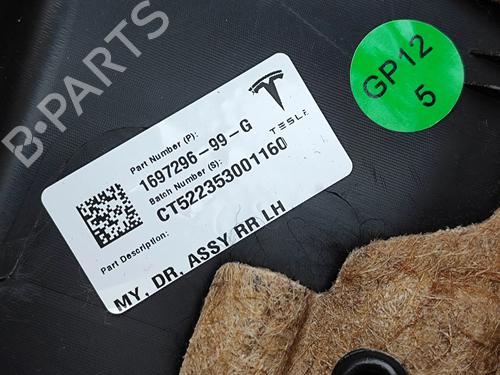 B-PARTS
GP12
5
TESLA
Part Number (P):
1697296-99-G
Batch Number (S):
CT522353001160
Part Description:
MY, DR, ASSY RR LH